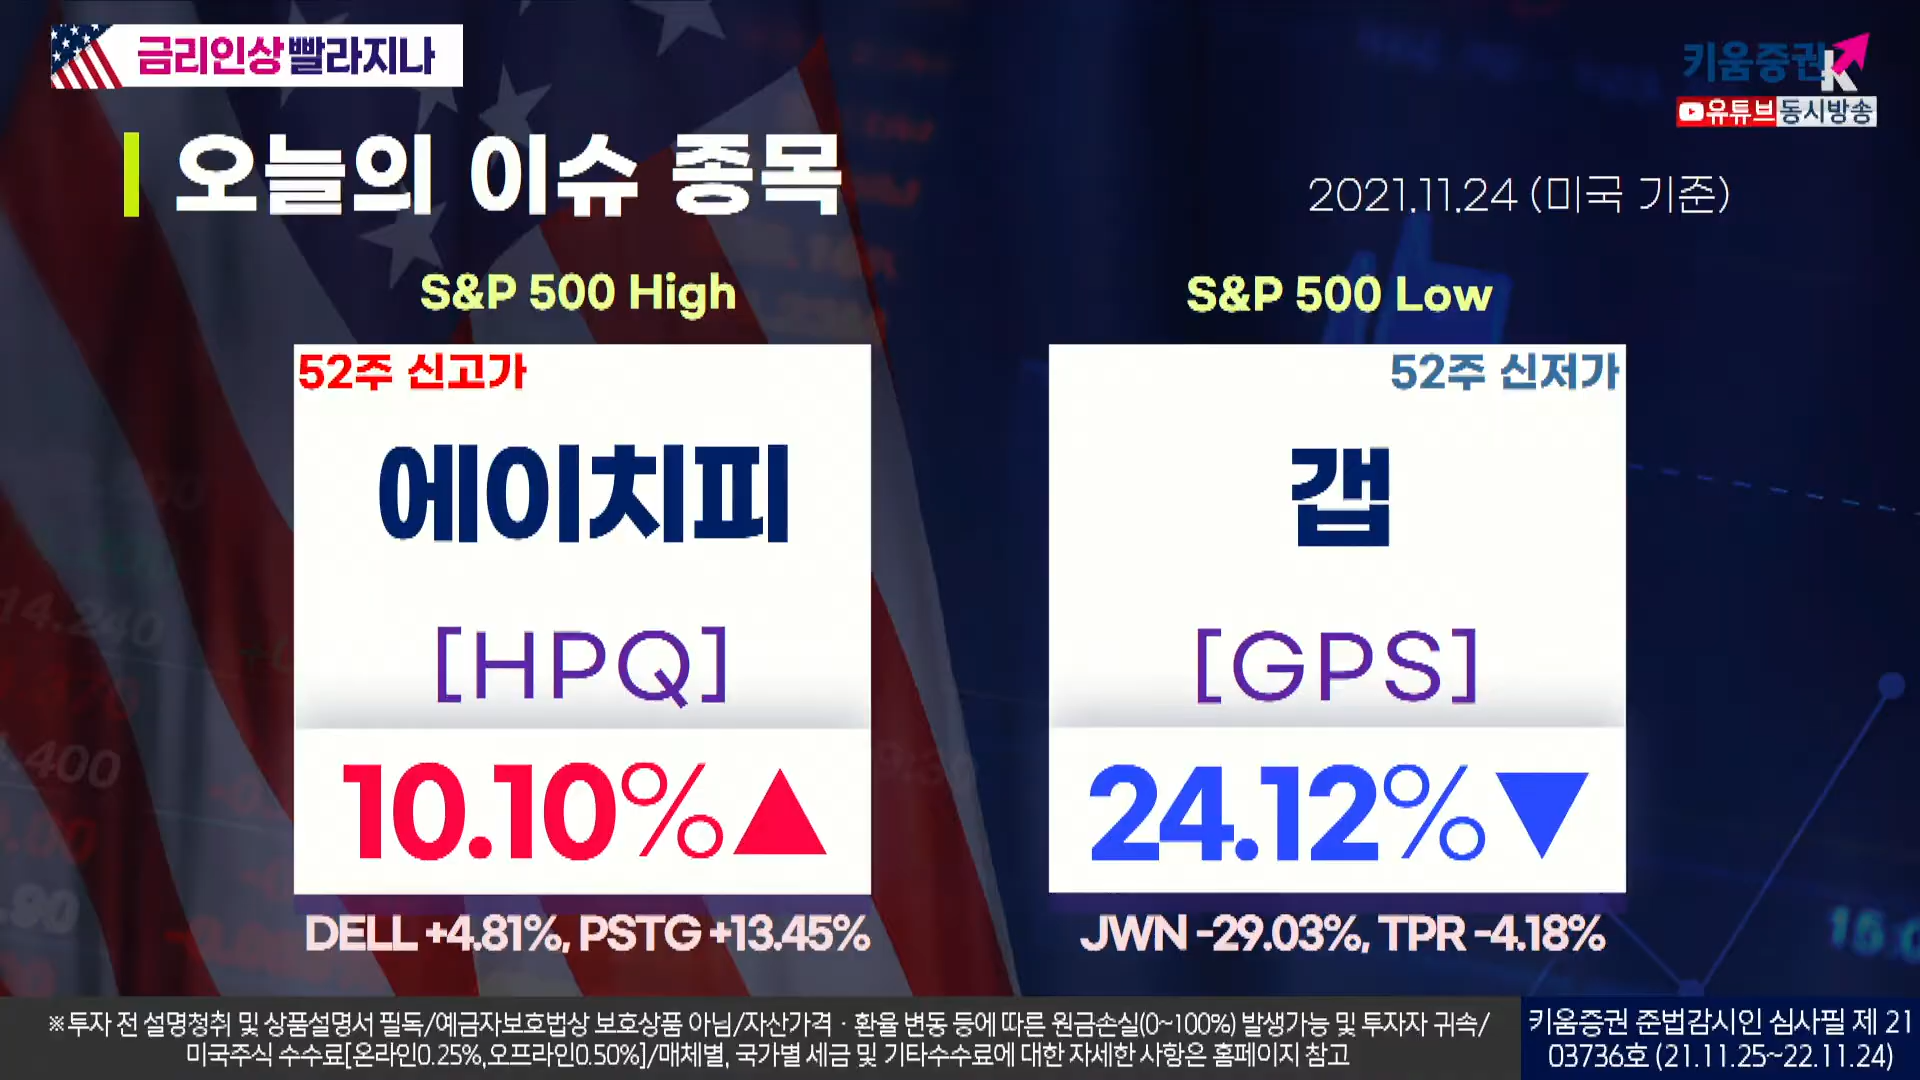 금리인상 빨라지나
키움증권
유튜브 동시방송
오늘의 이슈 종목
2021.11.24 (미국 기준)
S&P 500 High
S&P 500 Low
52주 신고가
에이치피
[HPQ]
10.10%▲
DELL +4.81%, PSTG +13.45%
52주 신저가
갭
[GPS]
24.12%▼
JWN -29.03%, TPR -4.18%
※투자 전 설명청취 및 상품설명서 필독/예금자보호법상 보호상품 아님/자산가격·환율 변동 등에 따른 원금손실(0~100%) 발생가능 및 투자자 귀속/
미국주식 수수료[온라인0.25%,오프라인0.50%]/매체별, 국가별 세금 및 기타수수료에 대한 자세한 사항은 홈페이지 참고
키움증권 준법감시인 심사필 제 21
03736호 (21.11.25~22.11.24)